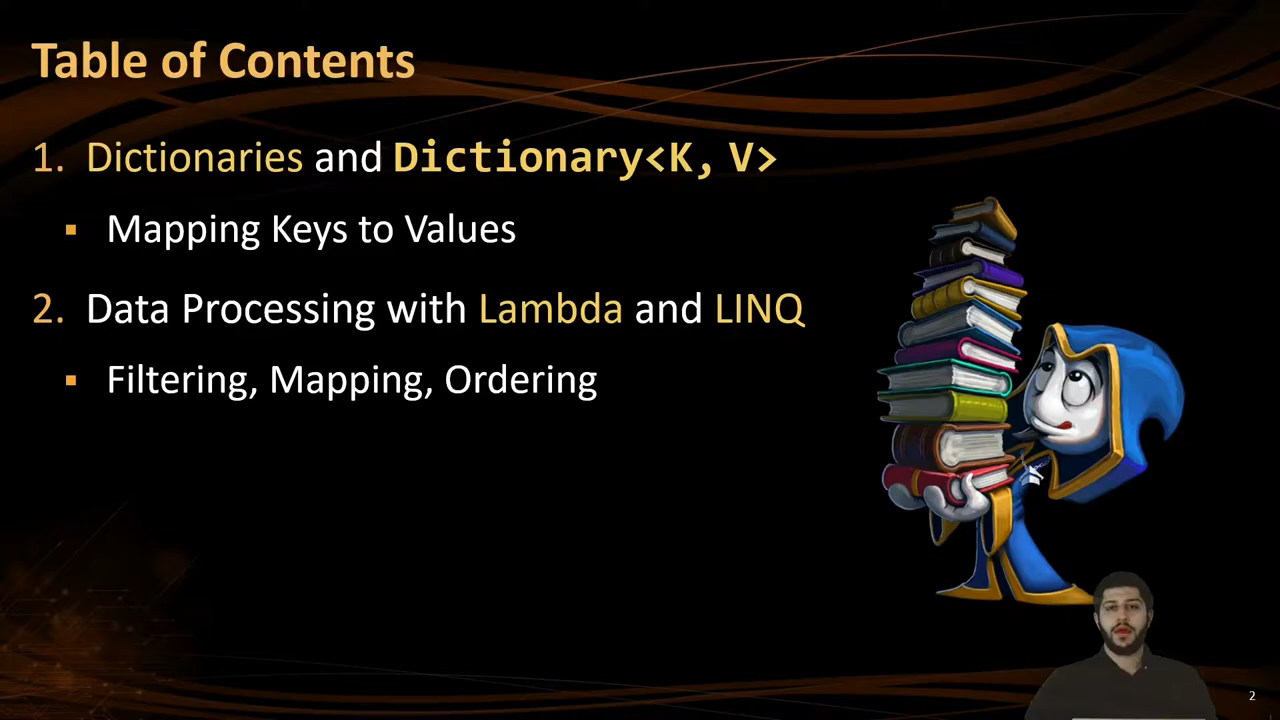 Table of Contents
1. Dictionaries and Dictionary<K, V>
▪ Mapping Keys to Values
2. Data Processing with Lambda and LINQ
▪ Filtering, Mapping, Ordering
2